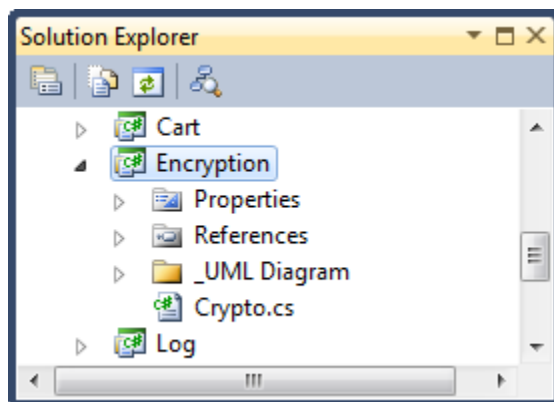 Solution Explorer
Cart
Encryption
Properties
References
_UML Diagram
Crypto.cs
Log